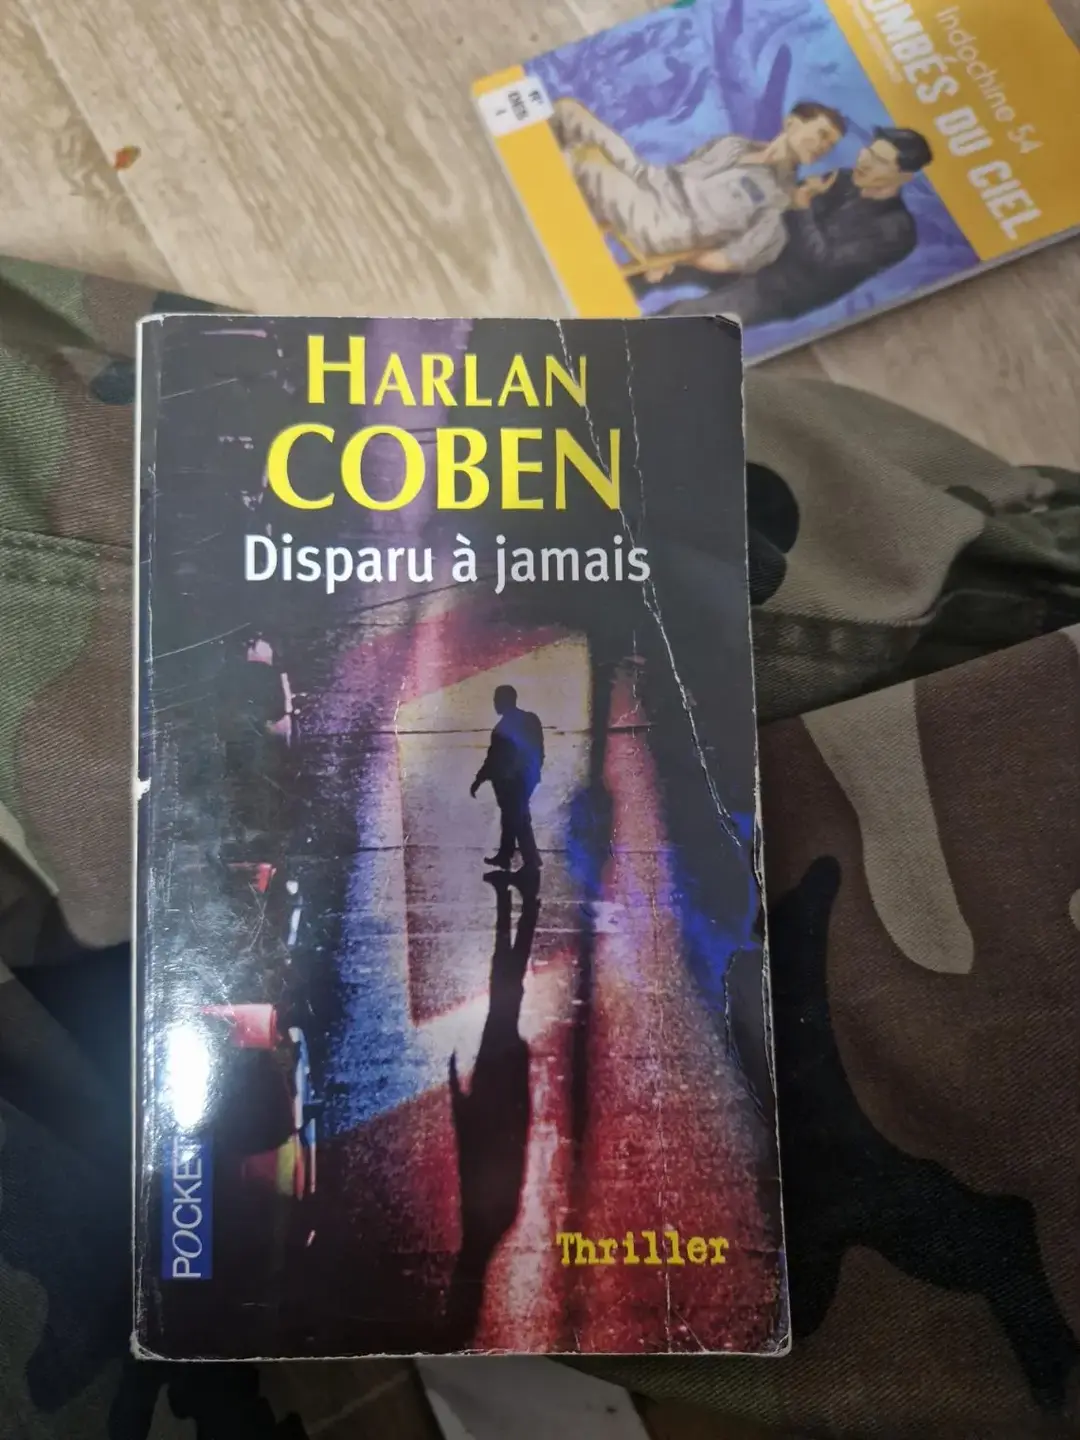 HARLAN
COBEN
Disparu à jamais
POCKET
Thriller
Indochine 54
OMBÉS DU CIEL